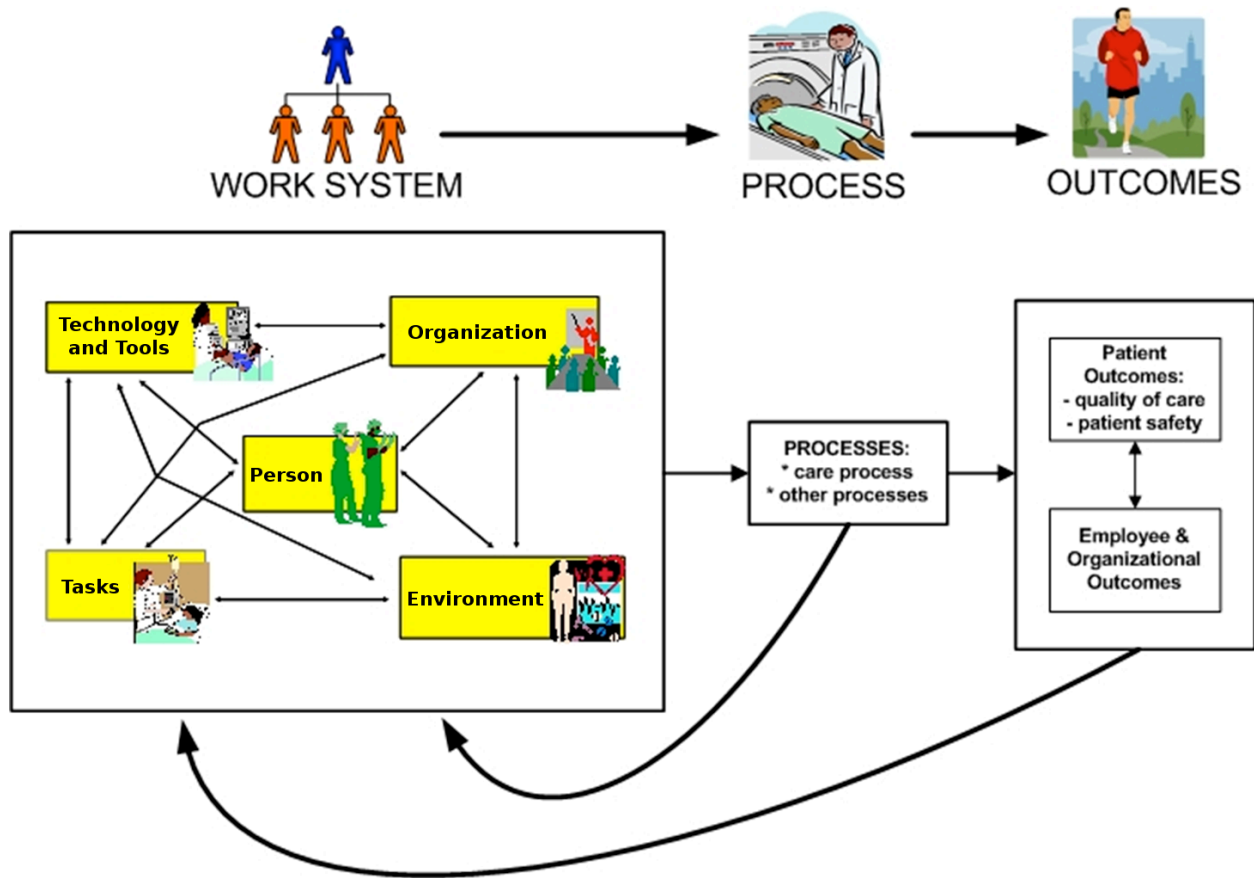 WORK SYSTEM
PROCESS
OUTCOMES
Technology
and Tools
Organization
Person
Tasks
Environment
PROCESSES:
* care process
* other processes
Patient
Outcomes:
- quality of care
- patient safety
Employee &
Organizational
Outcomes